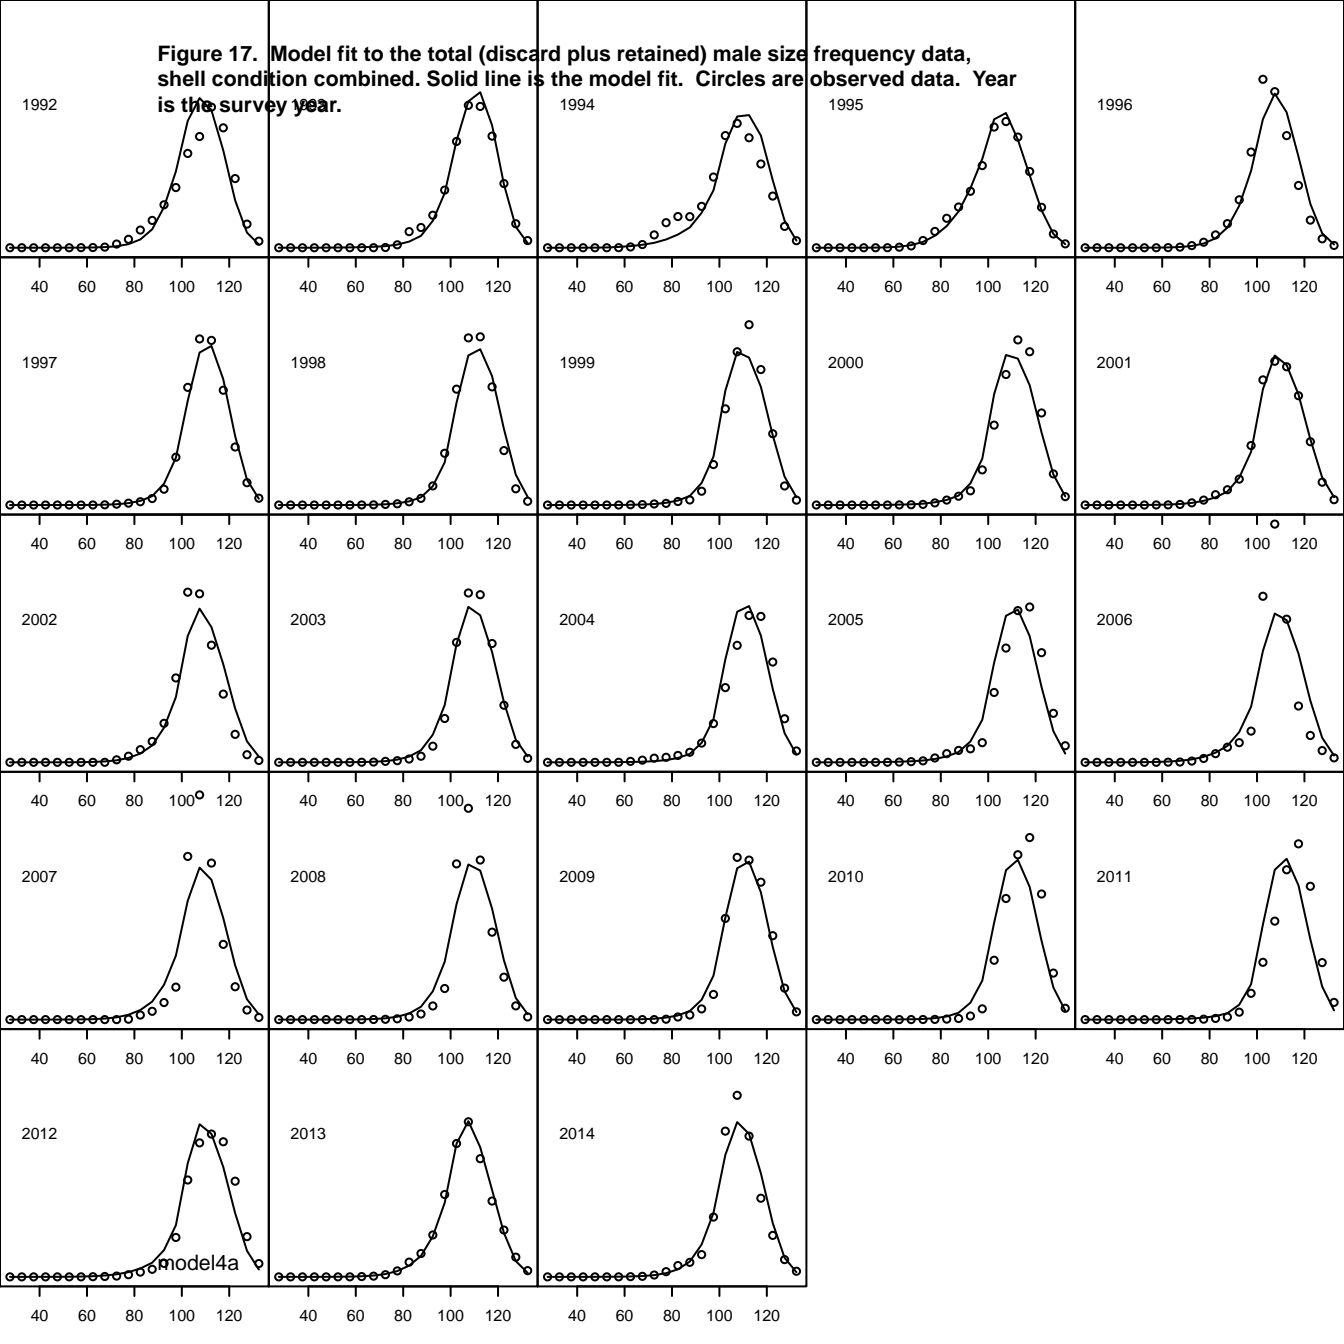 Figure 17.  Model fit to the total (discard plus retained) male size frequency data,
shell condition combined. Solid line is the model fit.  Circles are observed data.  Year
is the survey year.
1992 1993 1994 1995 1996
40 60 80 100 120 40 60 80 100 120 40 60 80 100 120 40 60 80 100 120 40 60 80 100 120
1997 1998 1999 2000 2001
40 60 80 100 120 40 60 80 100 120 40 60 80 100 120 40 60 80 100 120 40 60 80 100 120
2002 2003 2004 2005 2006
40 60 80 100 120 40 60 80 100 120 40 60 80 100 120 40 60 80 100 120 40 60 80 100 120
2007 2008 2009 2010 2011
40 60 80 100 120 40 60 80 100 120 40 60 80 100 120 40 60 80 100 120 40 60 80 100 120
2012 2013 2014
model4a
40 60 80 100 120 40 60 80 100 120 40 60 80 100 120